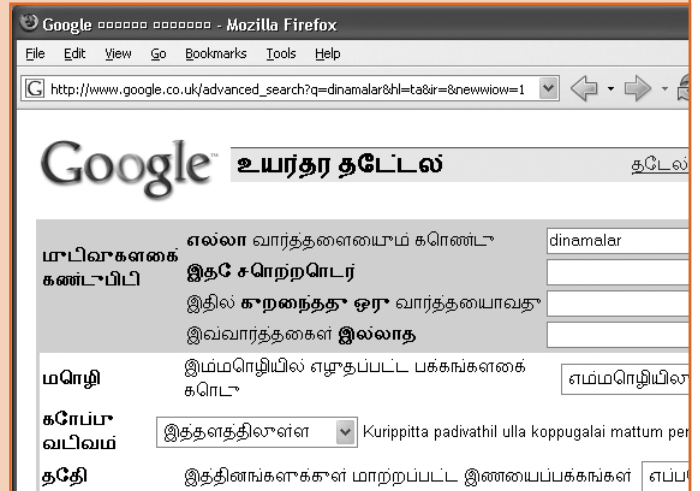 Google - Mozilla Firefox
File Edit View Go Bookmarks Tools Help
http://www.google.co.uk/advanced_search?q=dinamalar&hl=ta&ir=&newwiow=1
Google™ உயர்தர தேட்டல் தேடல்
முடிவுகளைக் கண்டுபிடி
எல்லா வார்த்தைளையும் கொண்டு dinamalar
இதே சொற்றொடர்
இதில் குறைந்தது ஒரு வார்த்தையாவது
இவ்வார்த்தைகள் இல்லாத
மொழி இம்மொழியில் எழுதப்பட்ட பக்கங்களைக் கொடு எம்மொழியிலு
கோப்பு வடிவம் இத்தளத்திலுள்ள Kurippitta padivathil ulla koppugalai mattum per
தேதி இத்தினங்களுக்குள் மாற்றப்பட்ட இணையப்பக்கங்கள்